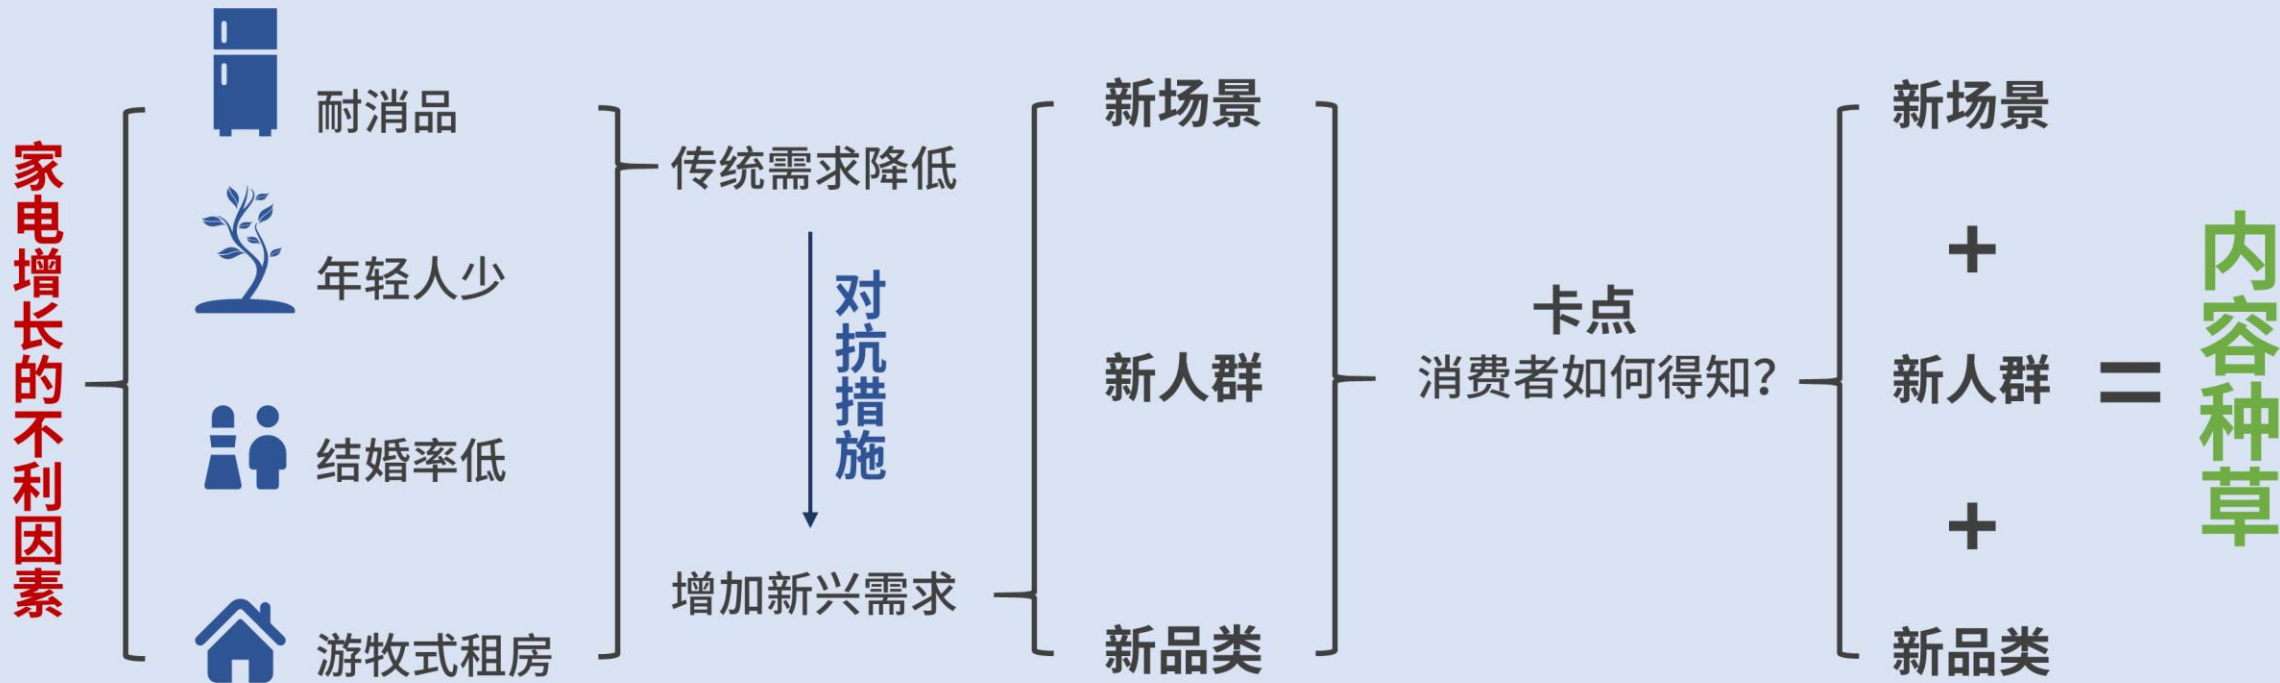 家电增长的不利因素
耐消品
年轻人少
结婚率低
游牧式租房
传统需求降低
对抗措施
增加新兴需求
新场景
新人群
新品类
卡点
消费者如何得知？
新场景
+
新人群
+
新品类
=
内容种草